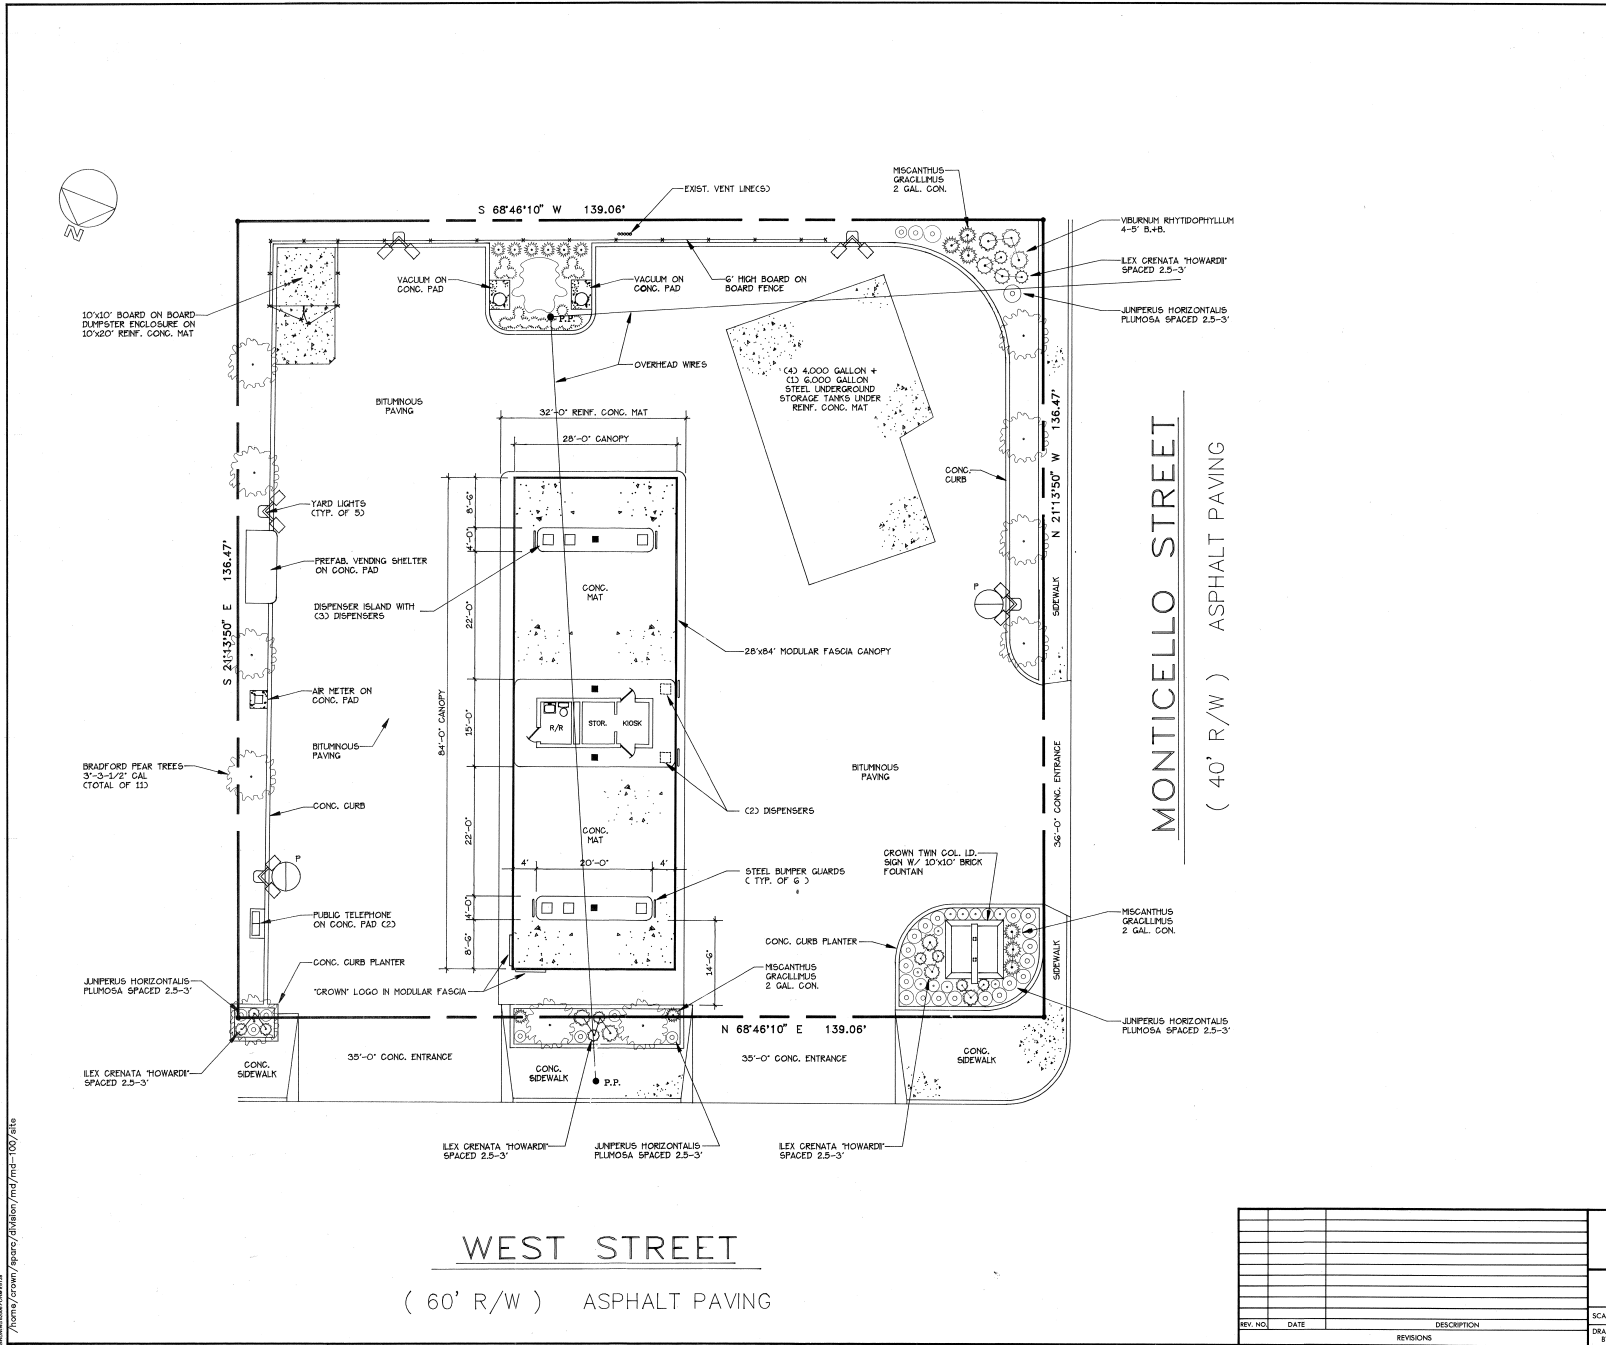 MISCANTHUS
GRACILLIMUS
2 GAL. CON.
EXIST. VENT LINE(S)
S 68°46'10" W 139.06'
VIBURNUM RHYTIDOPHYLLUM
4-5' B.+B.
N
ILEX CRENATA "HOWARDII"
SPACED 2.5-3'
VACUUM ON
CONC. PAD
VACUUM ON
CONC. PAD
6' HIGH BOARD ON
BOARD FENCE
10'x10' BOARD ON BOARD
DUMPSTER ENCLOSURE ON
10'x20' REINF. CONC. MAT
P.P.
JUNIPERUS HORIZONTALIS
PLUMOSA SPACED 2.5-3'
OVERHEAD WIRES
(4) 4,000 GALLON +
(1) 6,000 GALLON
STEEL UNDERGROUND
STORAGE TANKS UNDER
REINF. CONC. MAT
BITUMINOUS
PAVING
32'-0" REINF. CONC. MAT
28'-0" CANOPY
N 21°13'50" W 136.47'
CONC.
CURB
MONTICELLO STREET
( 40' R/W ) ASPHALT PAVING
YARD LIGHTS
(TYP. OF 5)
8'-6"
4'-0"
PREFAB. VENDING SHELTER
ON CONC. PAD
S 21°13'50" E 136.47'
CONC.
MAT
P
SIDEWALK
DISPENSER ISLAND WITH
(3) DISPENSERS
22'-0"
28'x84' MODULAR FASCIA CANOPY
AIR METER ON
CONC. PAD
84'-0" CANOPY
15'-0"
R/R
STOR.
KIOSK
BITUMINOUS
PAVING
BRADFORD PEAR TREES
3"-3-1/2" CAL
(TOTAL OF 11)
BITUMINOUS
PAVING
36'-0" CONC. ENTRANCE
CONC. CURB
(2) DISPENSERS
22'-0"
CONC.
MAT
P
4'
20'-0"
4'
STEEL BUMPER GUARDS
( TYP. OF 6 )
CROWN TWIN COL. I.D.
SIGN W/ 10'x10' BRICK
FOUNTAIN
PUBLIC TELEPHONE
ON CONC. PAD (2)
4'-0"
8'-6"
MISCANTHUS
GRACILLIMUS
2 GAL. CON.
CONC. CURB PLANTER
14'-6"
SIDEWALK
CONC. CURB PLANTER
JUNIPERUS HORIZONTALIS
PLUMOSA SPACED 2.5-3'
"CROWN" LOGO IN MODULAR FASCIA
MISCANTHUS
GRACILLIMUS
2 GAL. CON.
N 68°46'10" E 139.06'
JUNIPERUS HORIZONTALIS
PLUMOSA SPACED 2.5-3'
CONC.
SIDEWALK
35'-0" CONC. ENTRANCE
CONC.
SIDEWALK
35'-0" CONC. ENTRANCE
CONC.
SIDEWALK
ILEX CRENATA "HOWARDII"
SPACED 2.5-3'
P.P.
ILEX CRENATA "HOWARDII"
SPACED 2.5-3'
JUNIPERUS HORIZONTALIS
PLUMOSA SPACED 2.5-3'
ILEX CRENATA "HOWARDII"
SPACED 2.5-3'
WEST STREET
( 60' R/W ) ASPHALT PAVING
/home/crown/sparc/division/md/md-100/site
REV. NO. DATE DESCRIPTION
REVISIONS
SCA
DRA
B